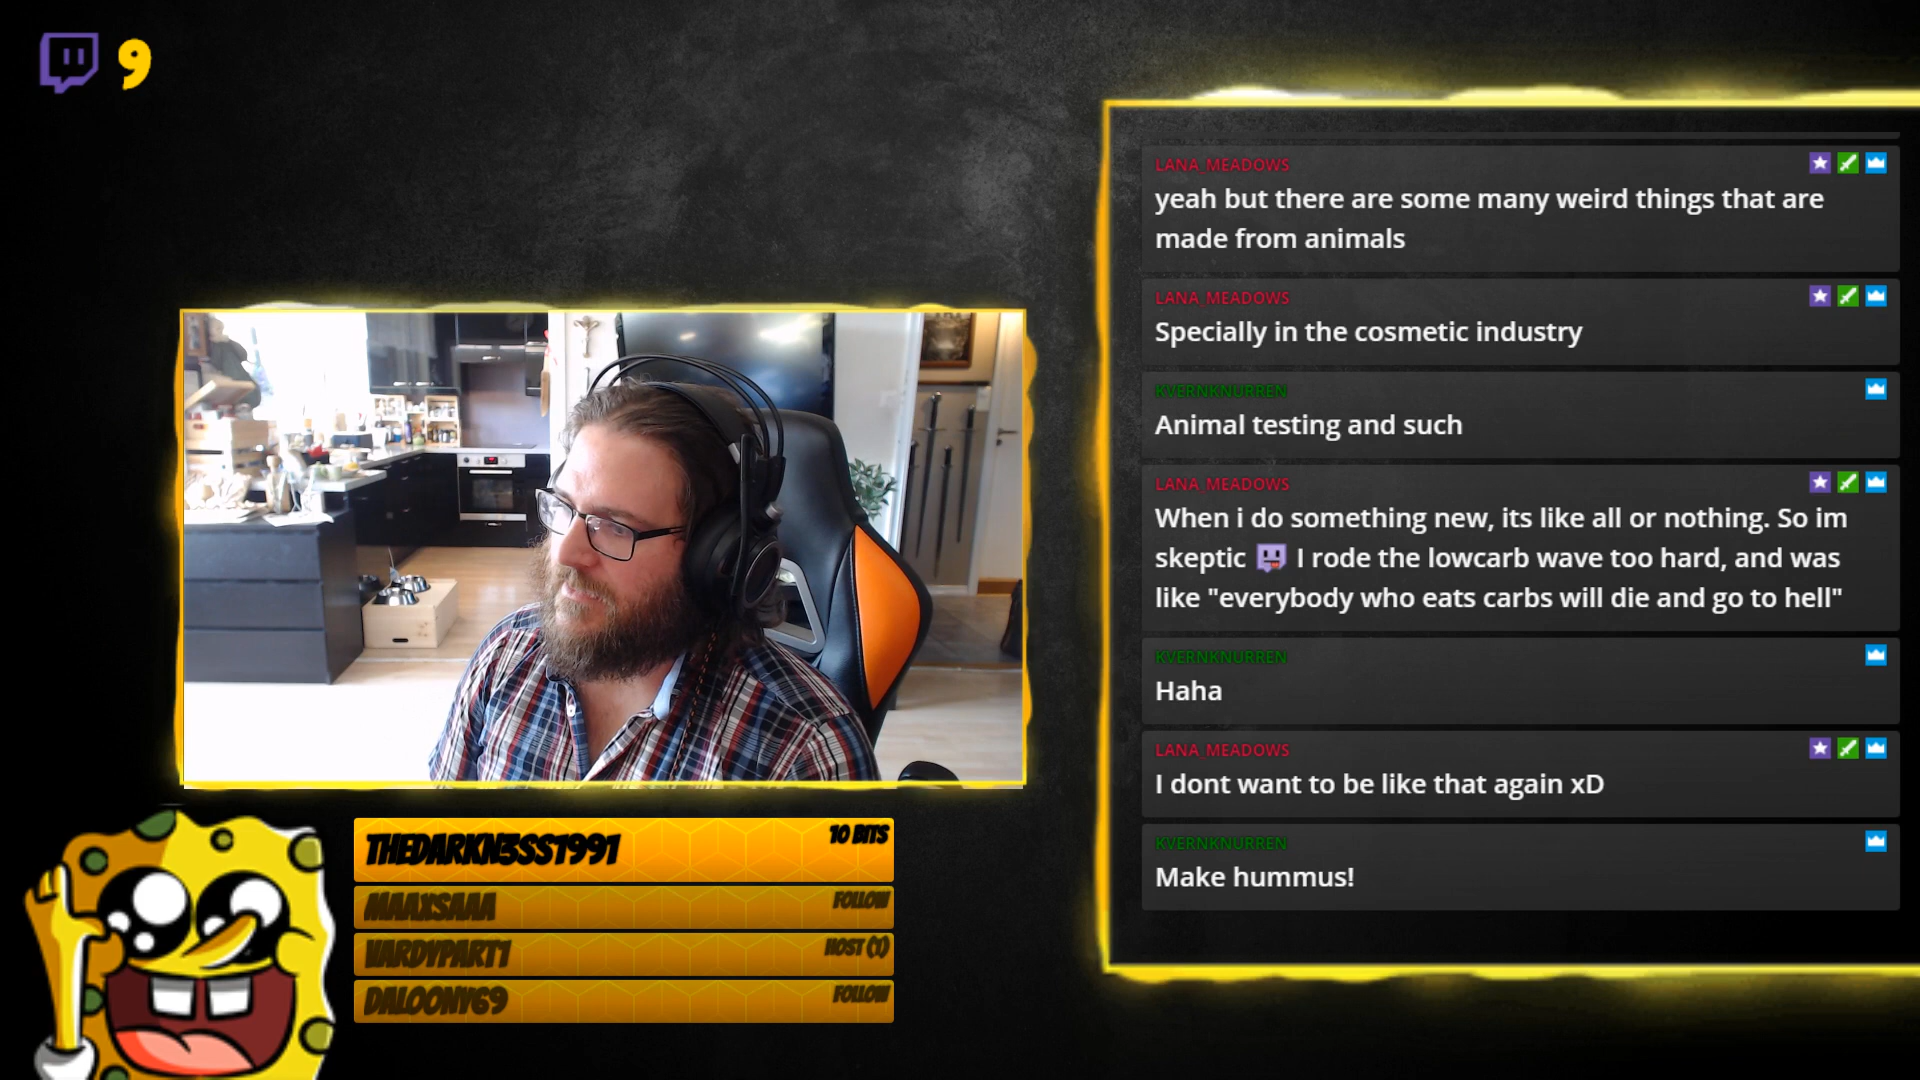 9
LANA_MEADOWS
yeah but there are some many weird things that are
made from animals
LANA_MEADOWS
Specially in the cosmetic industry
KVERNKNURREN
Animal testing and such
LANA_MEADOWS
When i do something new, its like all or nothing. So im
skeptic I rode the lowcarb wave too hard, and was
like "everybody who eats carbs will die and go to hell"
KVERNKNURREN
Haha
LANA_MEADOWS
I dont want to be like that again xD
KVERNKNURREN
Make hummus!
THEDARKN3SS1991 10 BITS
MAAXSAAA FOLLOW
VARDYPART1 HOST (1)
DALOONY69 FOLLOW